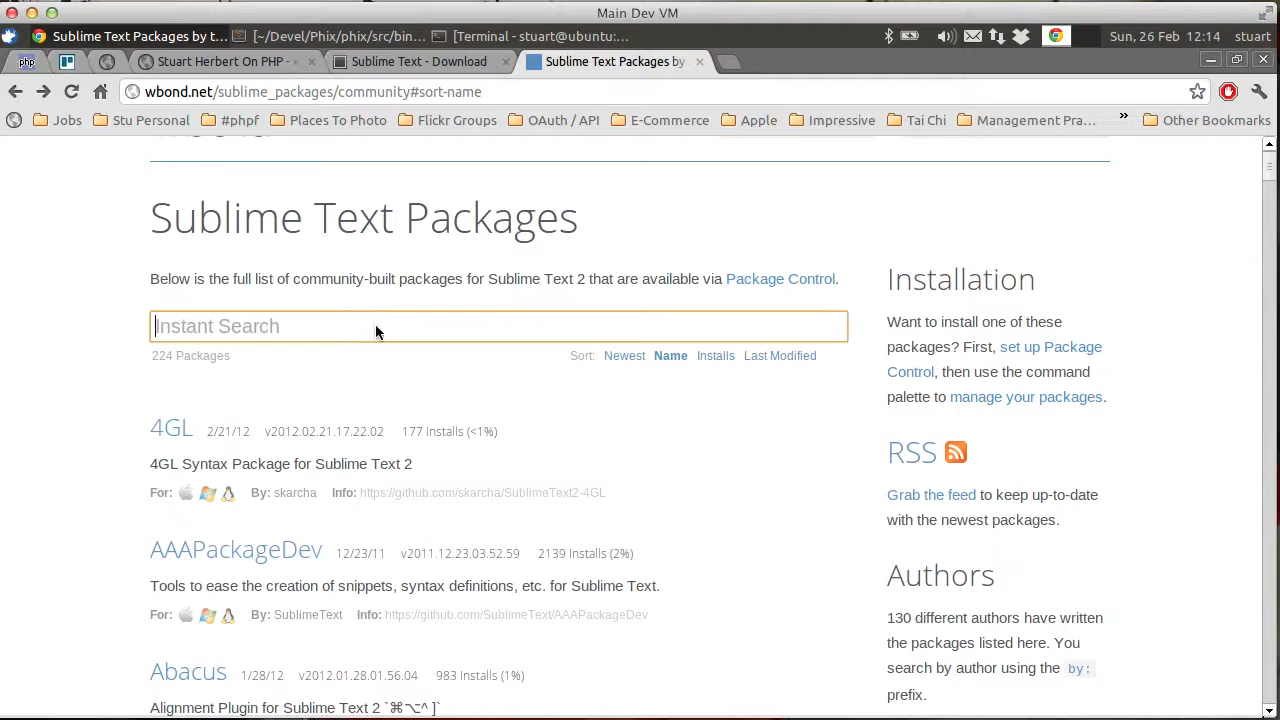 Main Dev VM
Sublime Text Packages by t... [~/Devel/Phix/phix/src/bin... [Terminal - stuart@ubuntu:... Sun, 26 Feb 12:14 stuart
php Stuart Herbert On PHP - Sublime Text - Download Sublime Text Packages by
wbond.net/sublime_packages/community#sort-name
Jobs Stu Personal #phpf Places To Photo Flickr Groups OAuth / API E-Commerce Apple Impressive Tai Chi Management Pra... » Other Bookmarks
Sublime Text Packages
Below is the full list of community-built packages for Sublime Text 2 that are available via Package Control.
Instant Search
224 Packages Sort: Newest Name Installs Last Modified
4GL 2/21/12 v2012.02.21.17.22.02 177 Installs (<1%)
4GL Syntax Package for Sublime Text 2
For: By: skarcha Info: https://github.com/skarcha/SublimeText2-4GL
AAAPackageDev 12/23/11 v2011.12.23.03.52.59 2139 Installs (2%)
Tools to ease the creation of snippets, syntax definitions, etc. for Sublime Text.
For: By: SublimeText Info: https://github.com/SublimeText/AAAPackageDev
Abacus 1/28/12 v2012.01.28.01.56.04 983 Installs (1%)
Alignment Plugin for Sublime Text 2 `⌘⌥^ ]`
Installation
Want to install one of these
packages? First, set up Package
Control, then use the command
palette to manage your packages.
RSS
Grab the feed to keep up-to-date
with the newest packages.
Authors
130 different authors have written
the packages listed here. You
search by author using the by:
prefix.